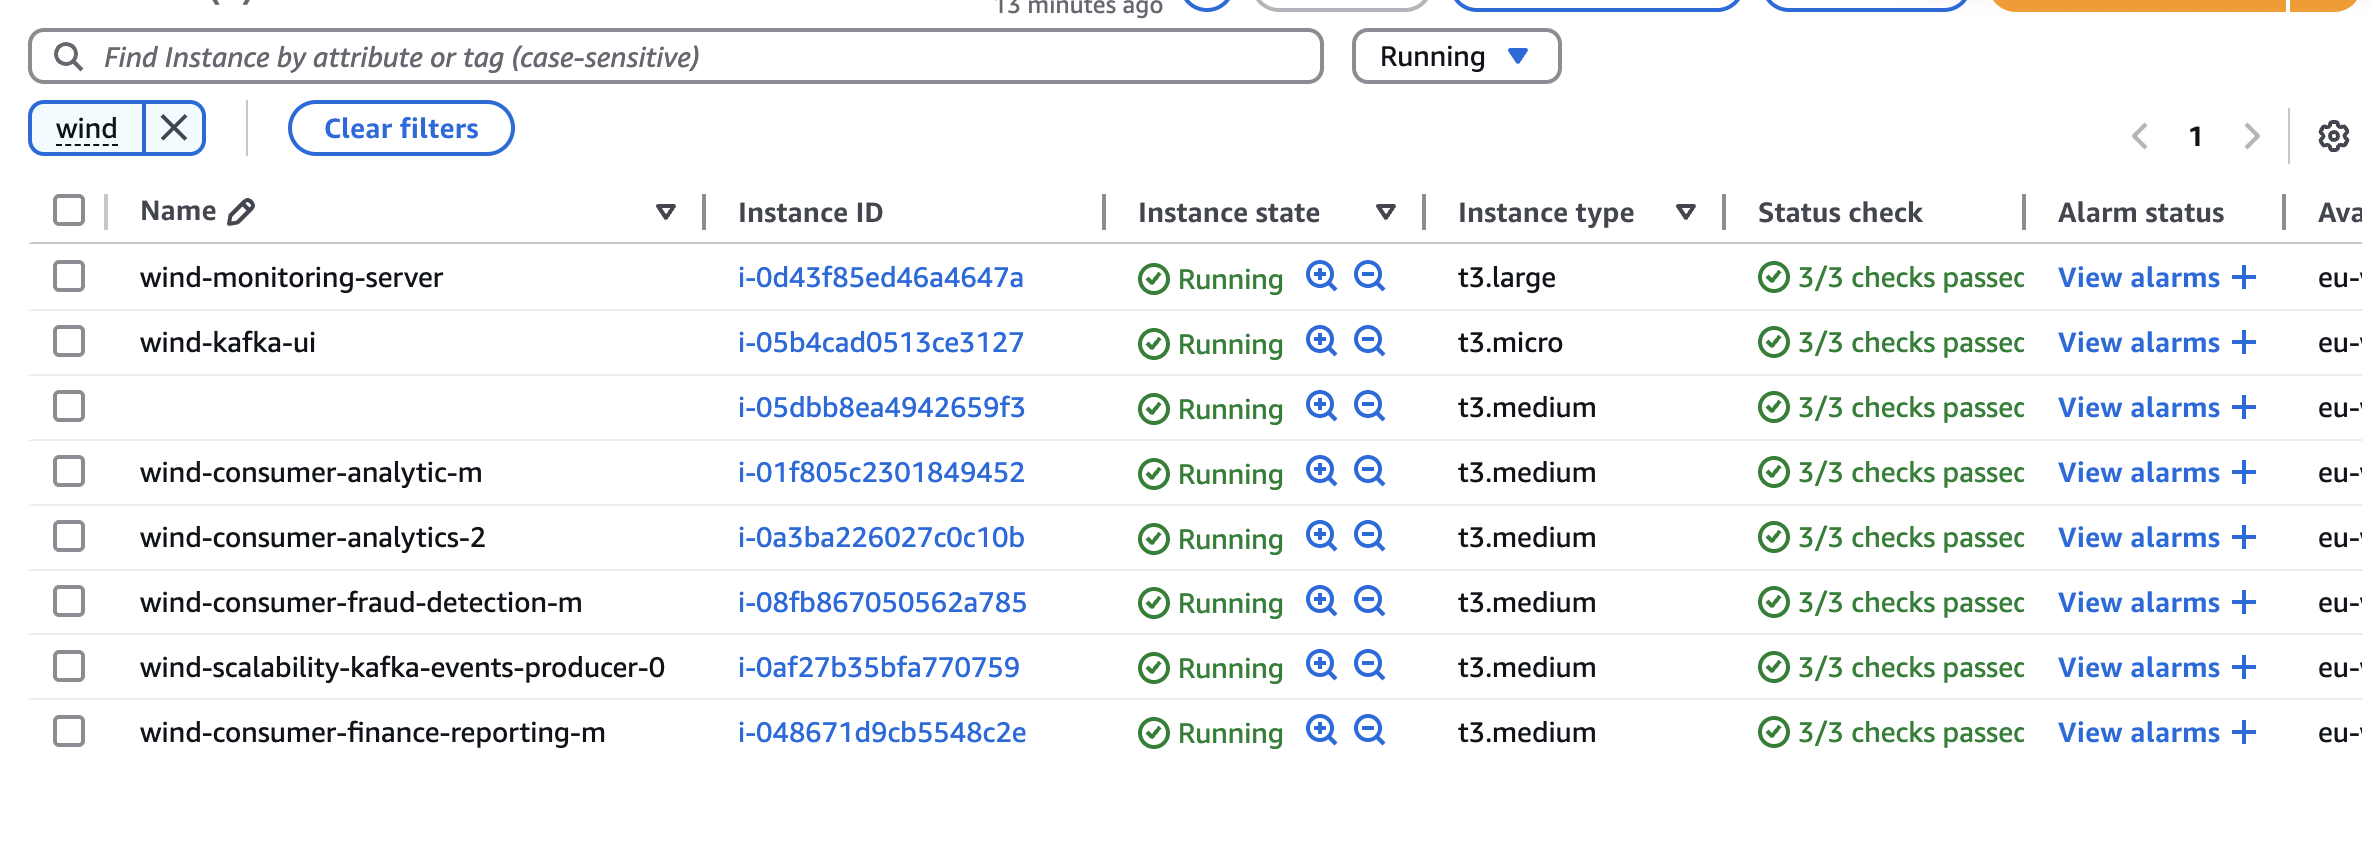 13 minutes ago
Find Instance by attribute or tag (case-sensitive)
Running
wind
Clear filters
1
Name Instance ID Instance state Instance type Status check Alarm status Ava
wind-monitoring-server i-0d43f85ed46a4647a Running t3.large 3/3 checks passec View alarms + eu-
wind-kafka-ui i-05b4cad0513ce3127 Running t3.micro 3/3 checks passec View alarms + eu-
i-05dbb8ea4942659f3 Running t3.medium 3/3 checks passec View alarms + eu-
wind-consumer-analytic-m i-01f805c2301849452 Running t3.medium 3/3 checks passec View alarms + eu-
wind-consumer-analytics-2 i-0a3ba226027c0c10b Running t3.medium 3/3 checks passec View alarms + eu-
wind-consumer-fraud-detection-m i-08fb867050562a785 Running t3.medium 3/3 checks passec View alarms + eu-
wind-scalability-kafka-events-producer-0 i-0af27b35bfa770759 Running t3.medium 3/3 checks passec View alarms + eu-
wind-consumer-finance-reporting-m i-048671d9cb5548c2e Running t3.medium 3/3 checks passec View alarms + eu-